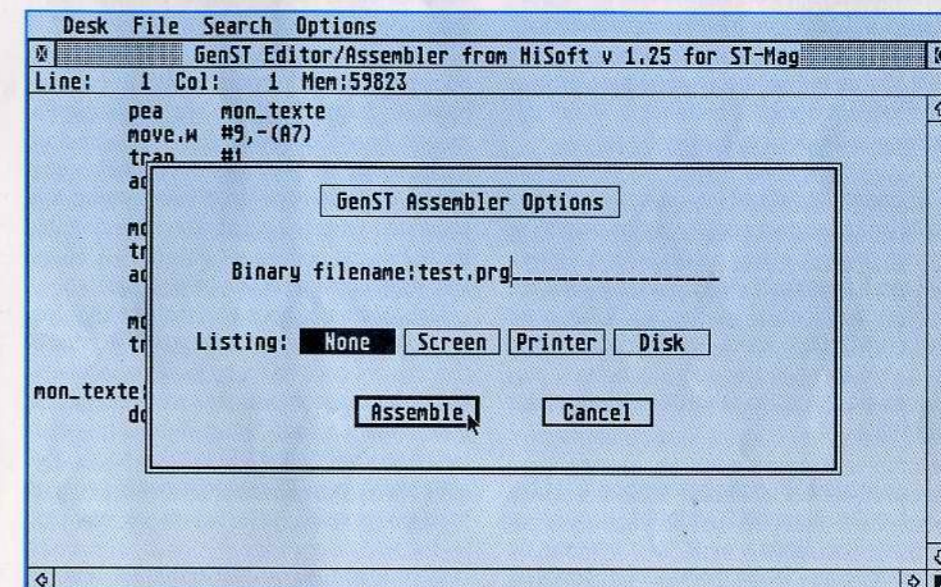 Desk File Search Options
GenST Editor/Assembler from HiSoft v 1.25 for ST-Mag
Line: 1 Col: 1 Mem:59823
pea mon_texte
move.w #9,-(A7)
trap #1
GenST Assembler Options
Binary filename:test.prg
Listing: None Screen Printer Disk
mon_texte:
Assemble Cancel